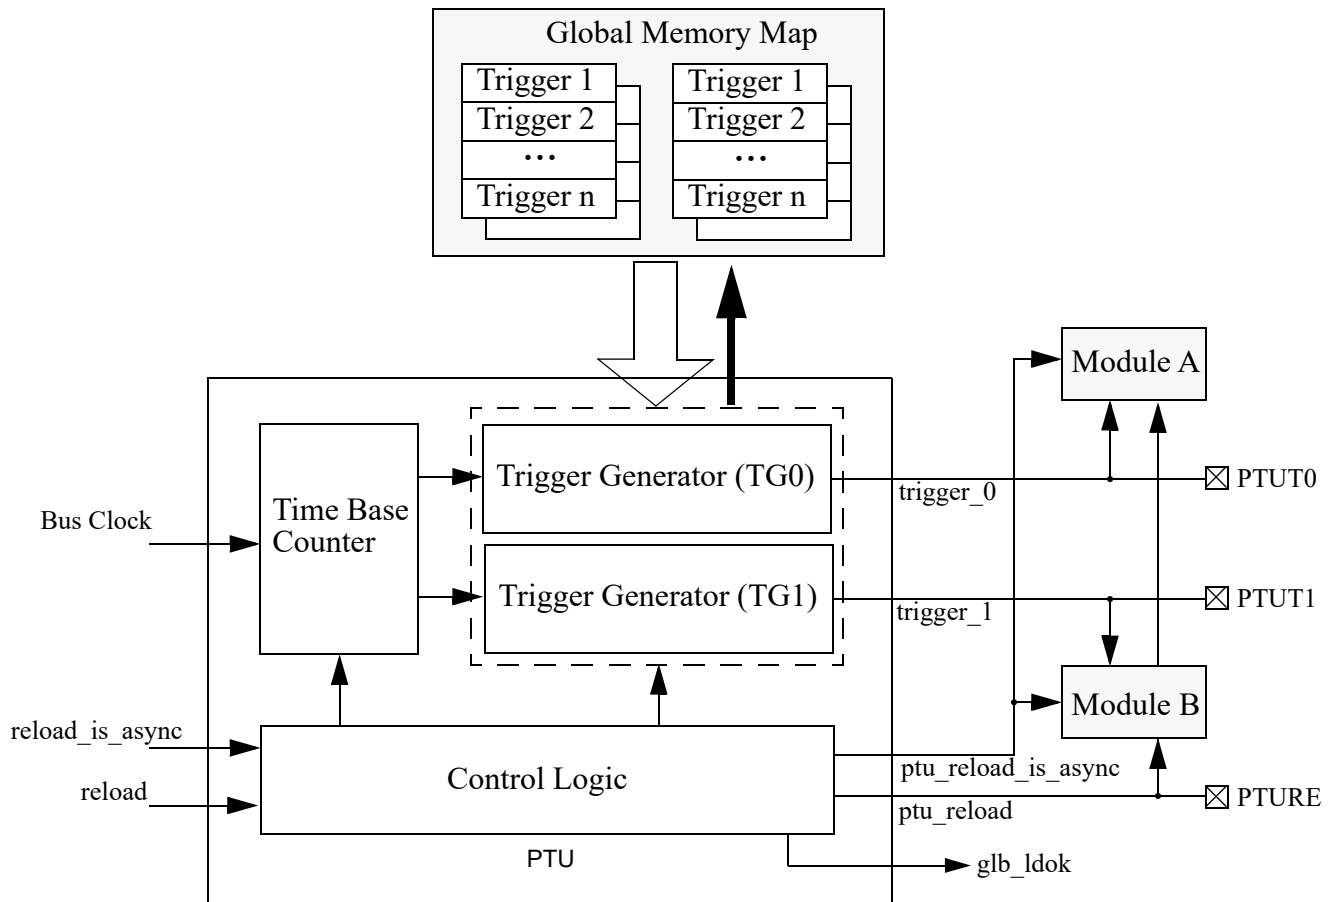 Global Memory Map
Trigger 1
Trigger 2
...
Trigger n
Trigger 1
Trigger 2
...
Trigger n
Module A
Trigger Generator (TG0)
trigger_0
PTUT0
Bus Clock
Time Base
Counter
Trigger Generator (TG1)
trigger_1
PTUT1
Module B
reload_is_async
reload
Control Logic
ptu_reload_is_async
ptu_reload
PTURE
PTU
glb_ldok